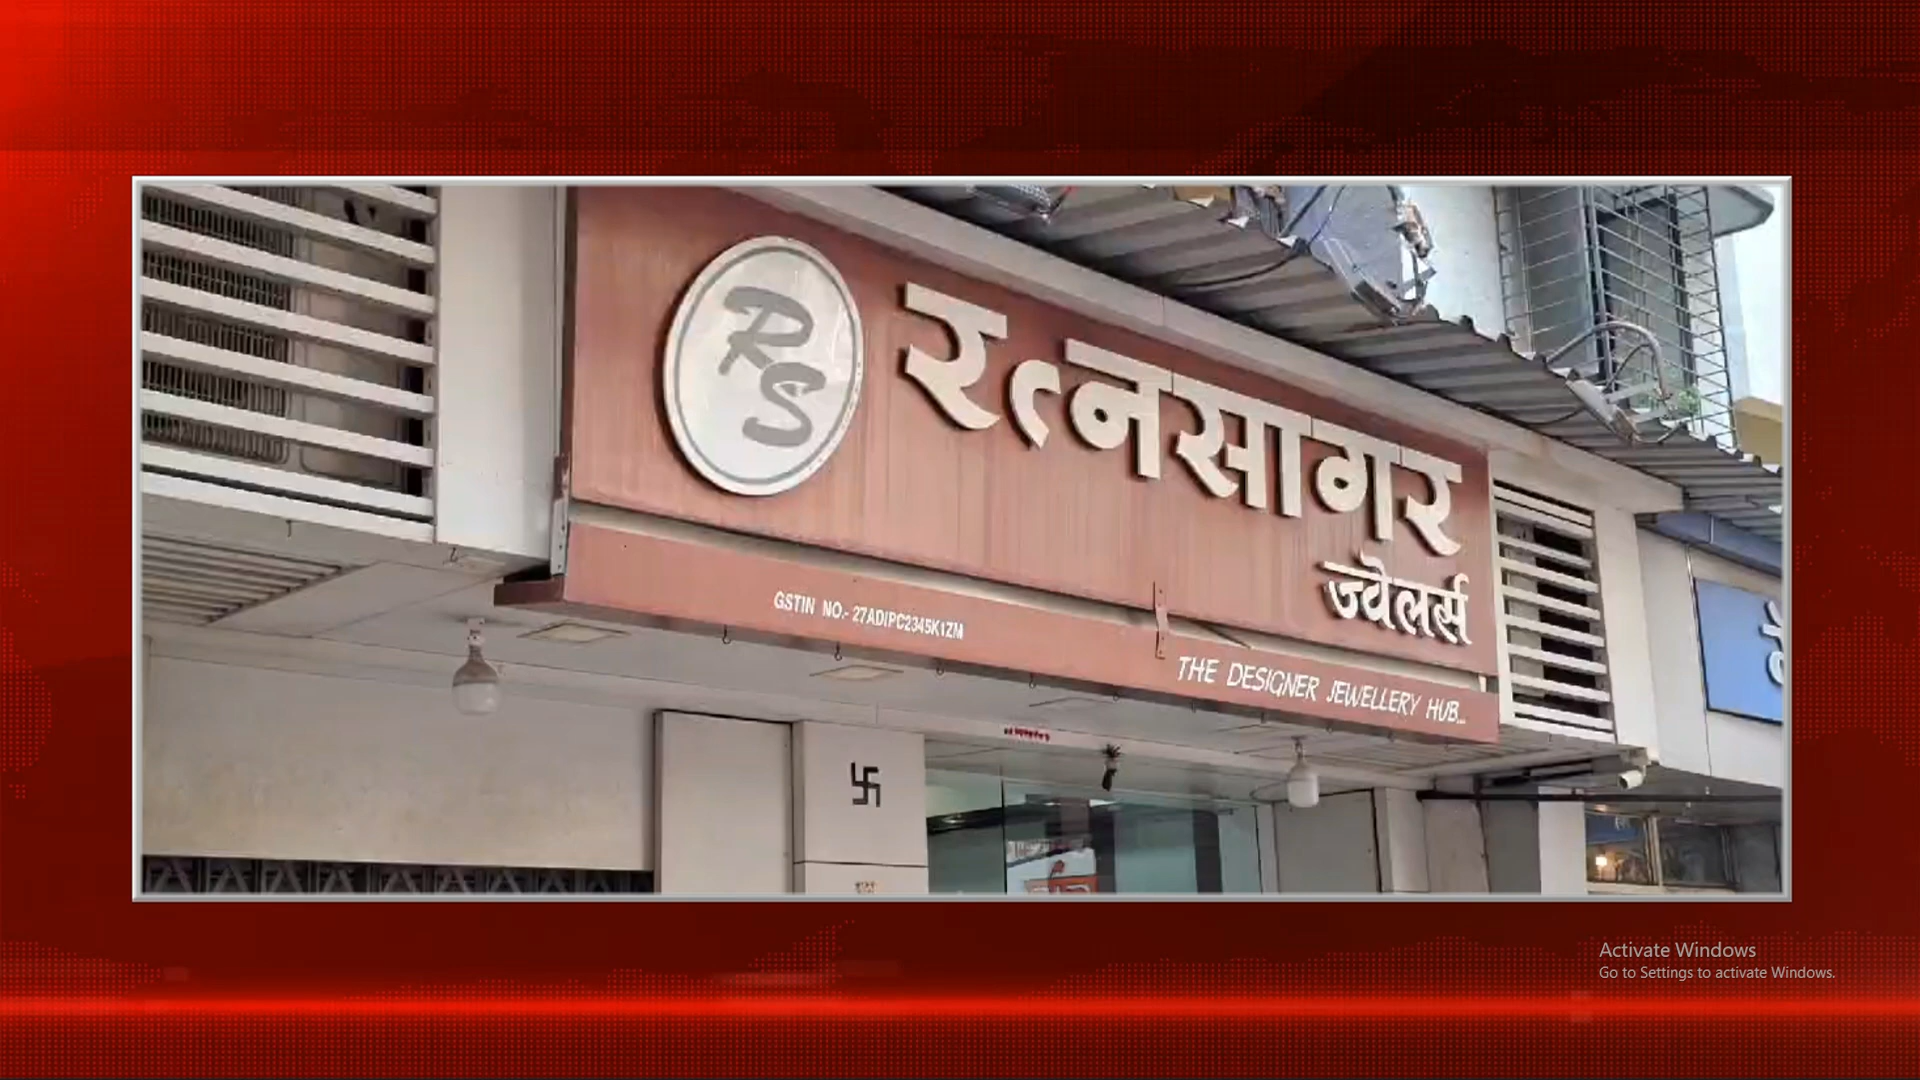 RS
रत्नसागर
ज्वेलर्स
GSTIN NO.- 27ADIPC2345K1ZM
THE DESIGNER JEWELLERY HUB...
Activate Windows
Go to Settings to activate Windows.